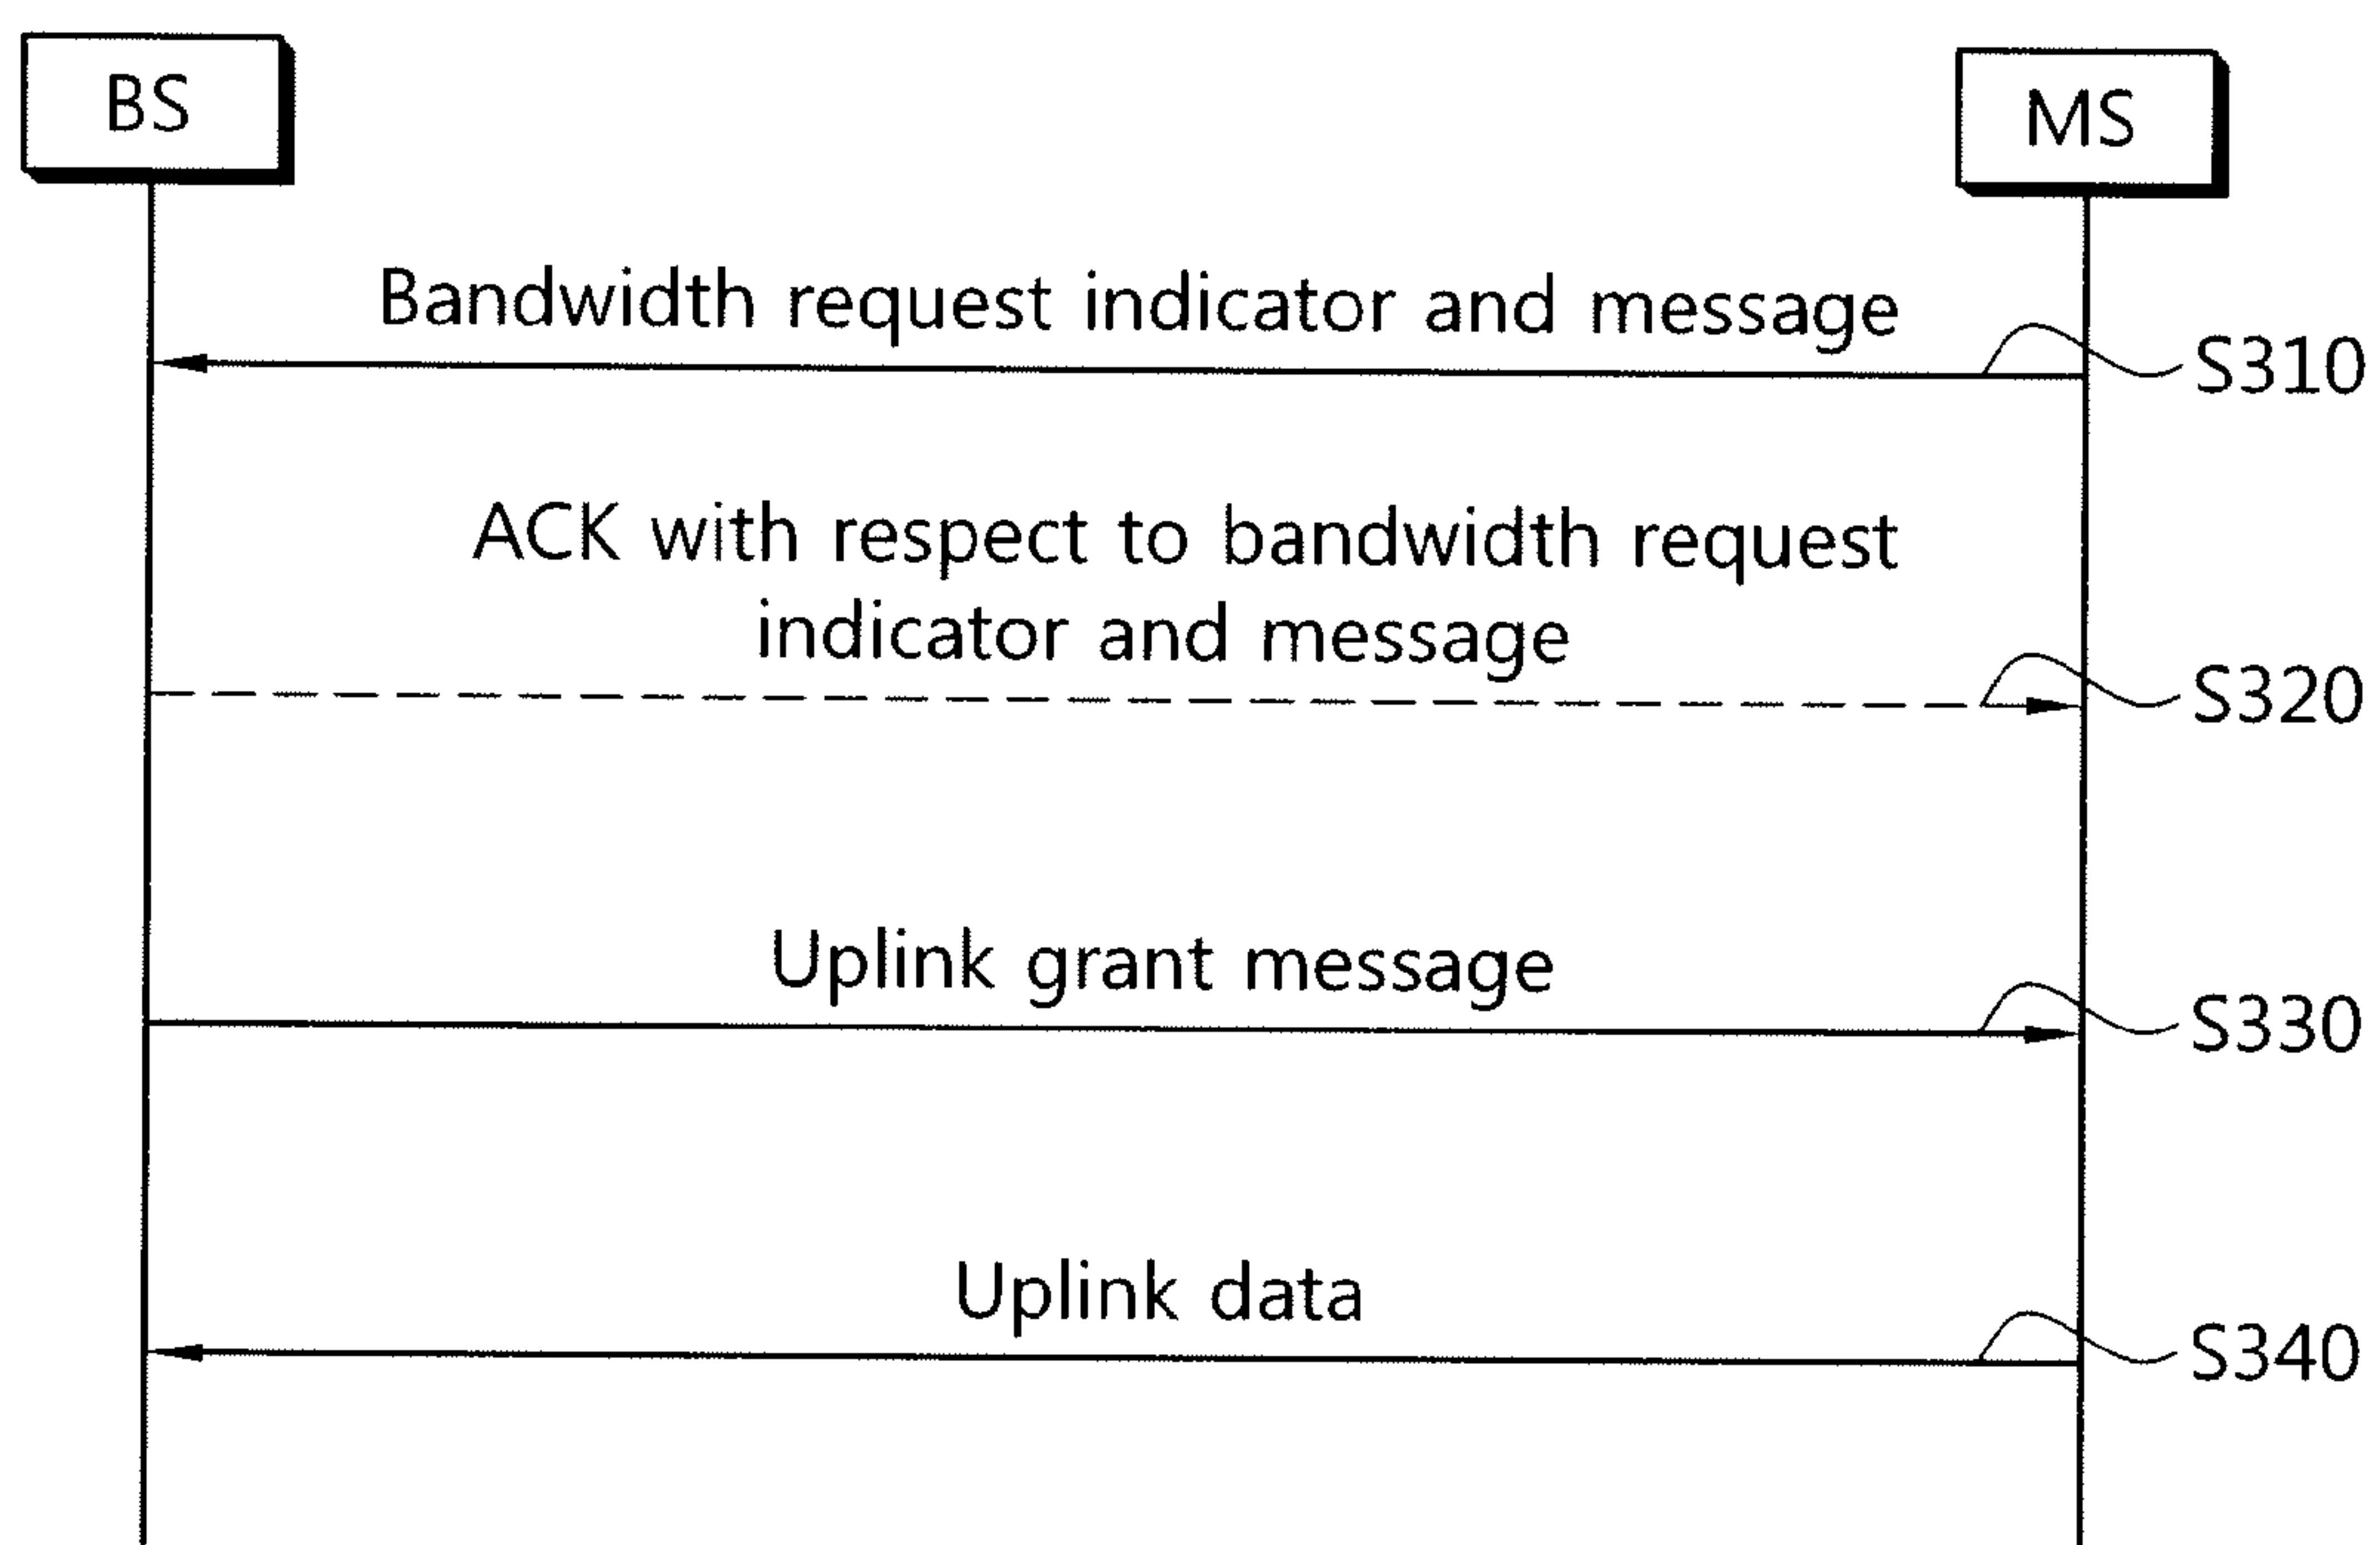 BS
MS
Bandwidth request indicator and message
S310
ACK with respect to bandwidth request
indicator and message
S320
Uplink grant message
S330
Uplink data
S340